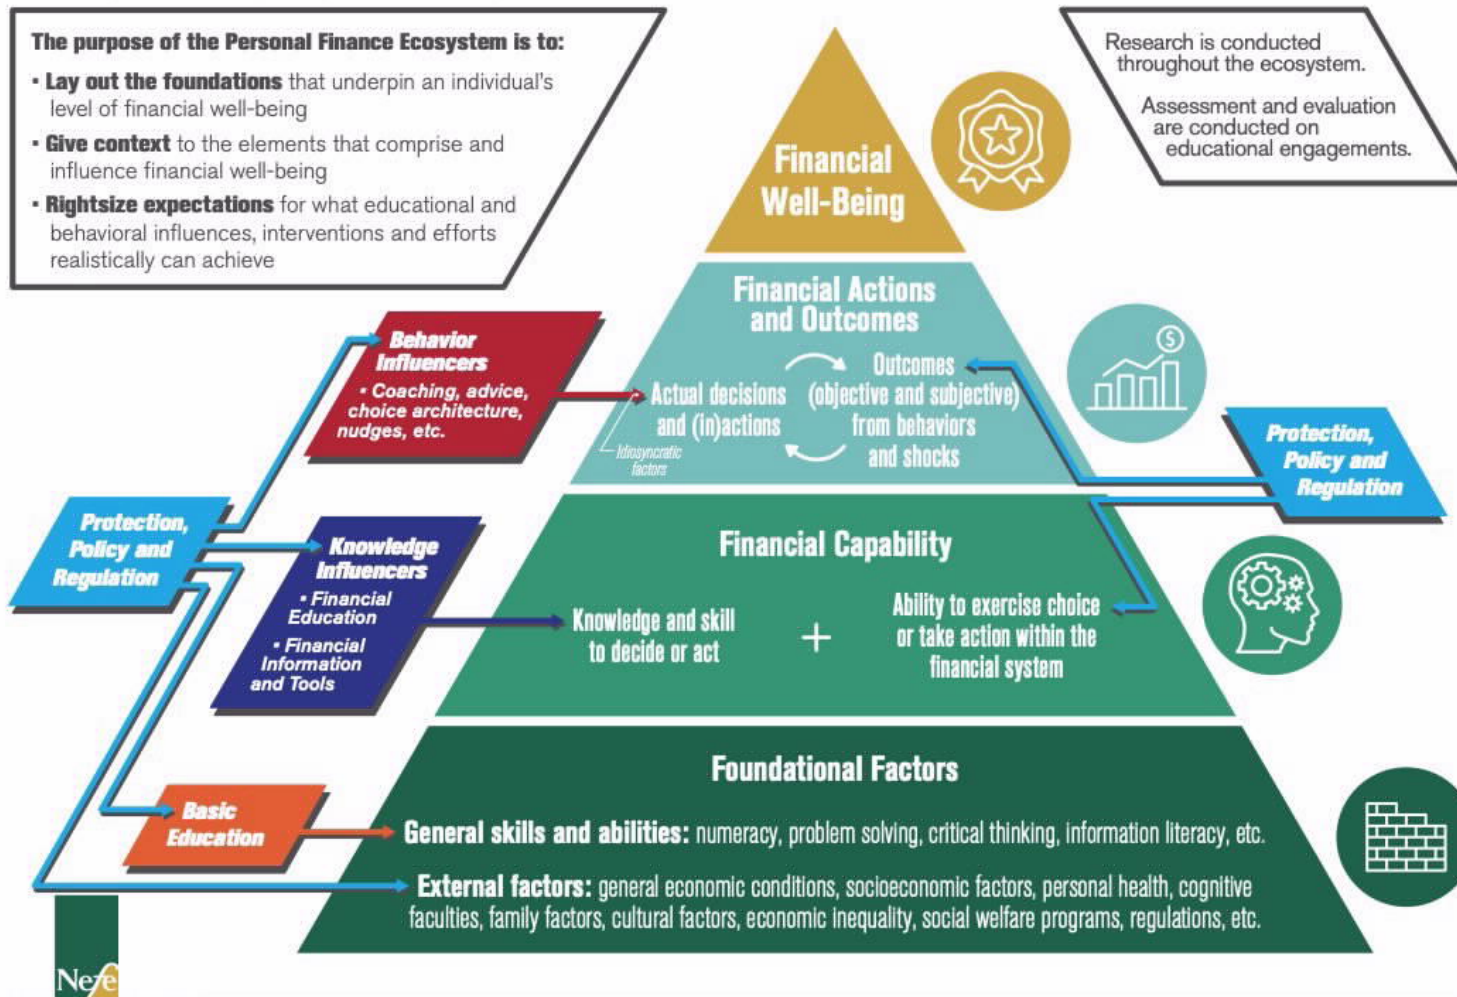 The purpose of the Personal Finance Ecosystem is to:
▪ Lay out the foundations that underpin an individual's
level of financial well-being
▪ Give context to the elements that comprise and
influence financial well-being
▪ Rightsize expectations for what educational and
behavioral influences, interventions and efforts
realistically can achieve
Research is conducted
throughout the ecosystem.
Assessment and evaluation
are conducted on
educational engagements.
Financial
Well-Being
Financial Actions
and Outcomes
Actual decisions
and (in)actions
Idiosyncratic
factors
Outcomes
(objective and subjective)
from behaviors
and shocks
$
Behavior
Influencers
▪ Coaching, advice,
choice architecture,
nudges, etc.
Protection,
Policy and
Regulation
Protection,
Policy and
Regulation
Knowledge
Influencers
▪ Financial
Education
▪ Financial
Information
and Tools
Financial Capability
Knowledge and skill
to decide or act
+
Ability to exercise choice
or take action within the
financial system
Basic
Education
Foundational Factors
General skills and abilities: numeracy, problem solving, critical thinking, information literacy, etc.
External factors: general economic conditions, socioeconomic factors, personal health, cognitive
faculties, family factors, cultural factors, economic inequality, social welfare programs, regulations, etc.
Nefe